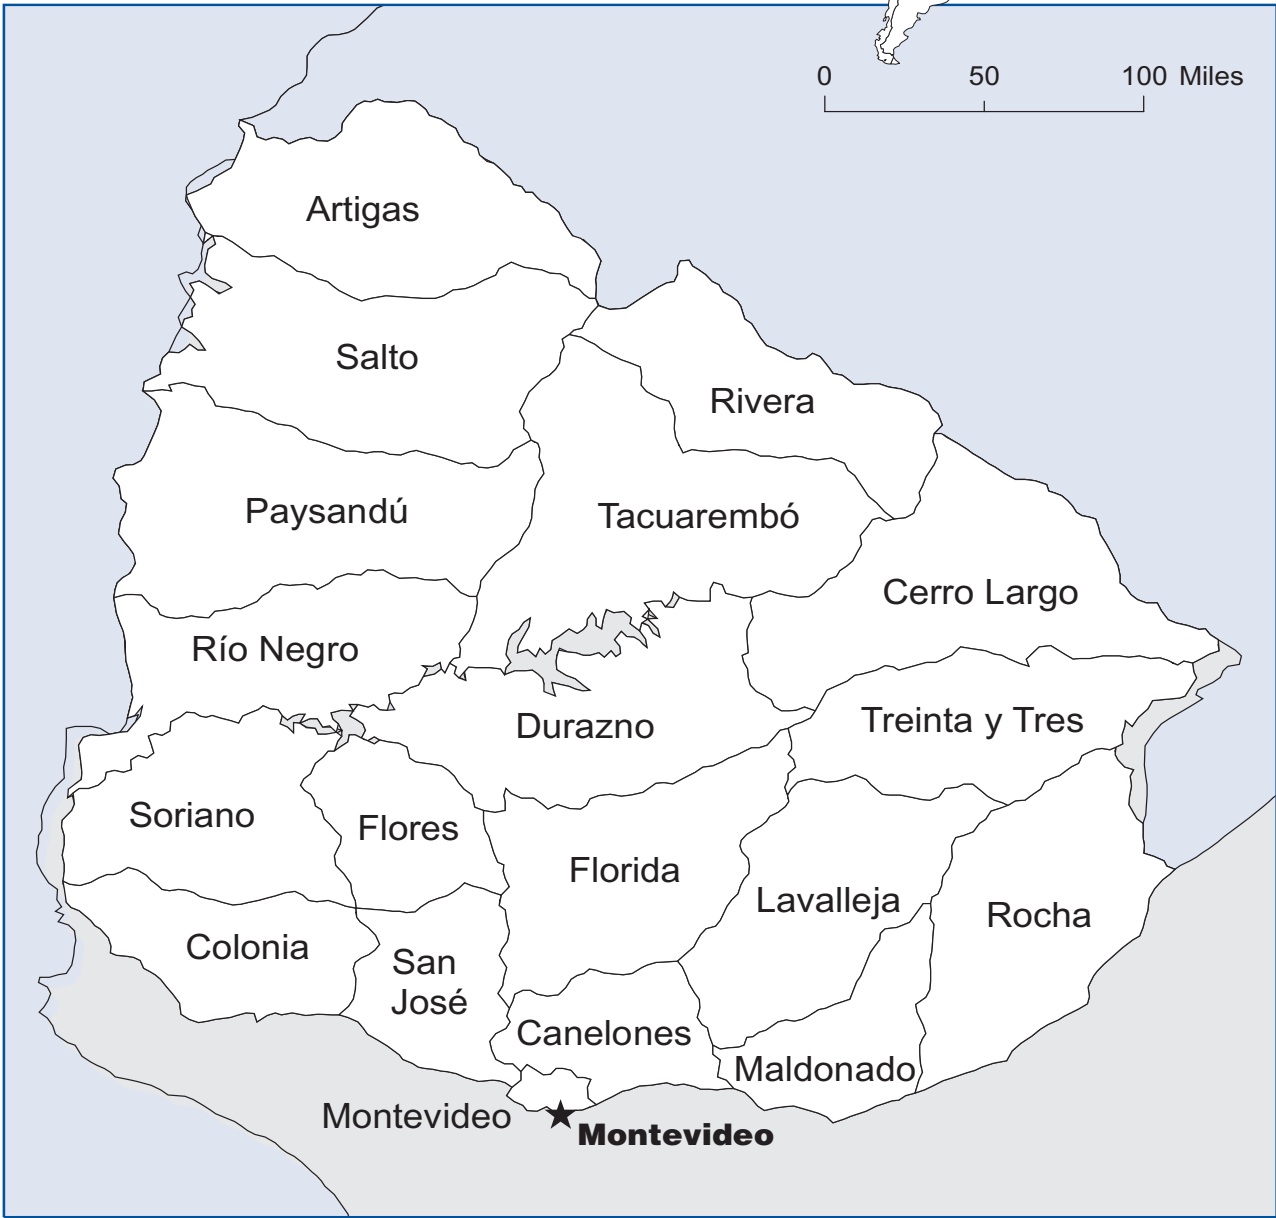 0 50 100 Miles
Artigas
Salto
Rivera
Paysandú
Tacuarembó
Cerro Largo
Río Negro
Durazno
Treinta y Tres
Soriano
Flores
Florida
Lavalleja
Rocha
Colonia
San
José
Canelones
Maldonado
Montevideo
Montevideo